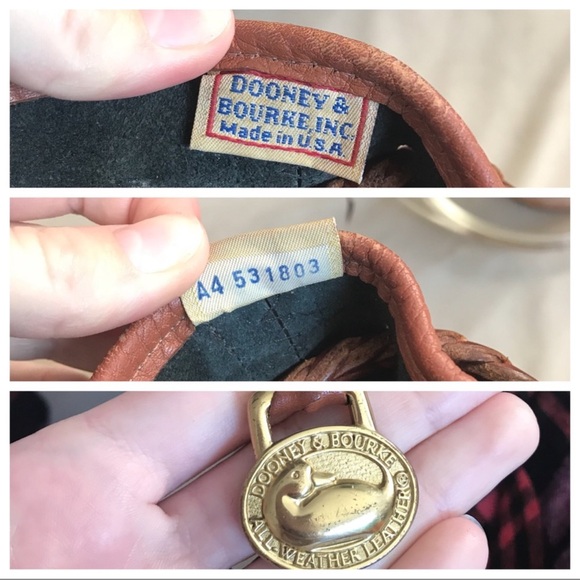 DOONEY &
BOURKE, INC.
Made in U.S.A.
A4 531803
DOONEY & BOURKE
ALL-WEATHER LEATHER®